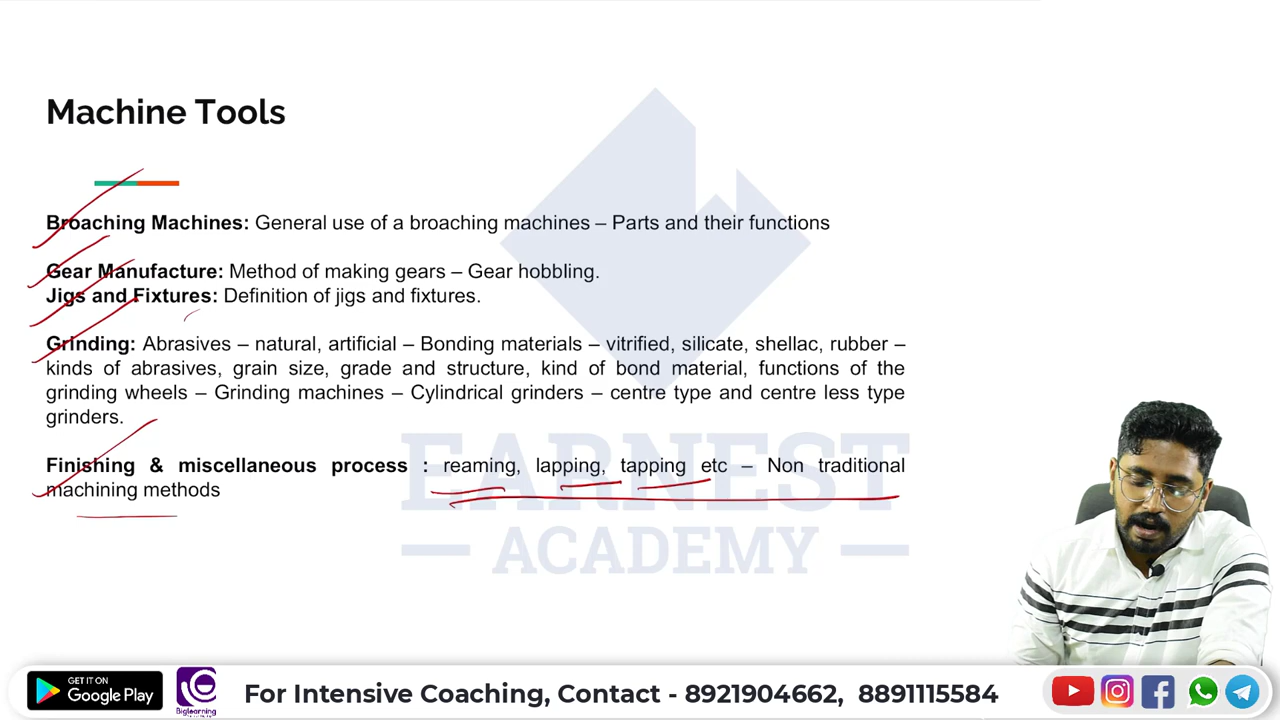 Machine Tools
Broaching Machines: General use of a broaching machines – Parts and their functions
Gear Manufacture: Method of making gears – Gear hobbling.
Jigs and Fixtures: Definition of jigs and fixtures.
Grinding: Abrasives – natural, artificial – Bonding materials – vitrified, silicate, shellac, rubber –
kinds of abrasives, grain size, grade and structure, kind of bond material, functions of the
grinding wheels – Grinding machines – Cylindrical grinders – centre type and centre less type
grinders.
Finishing & miscellaneous process : reaming, lapping, tapping etc – Non traditional
machining methods
EARNEST
ACADEMY
GET IT ON
Google Play
Biglearning
For Intensive Coaching, Contact - 8921904662, 8891115584